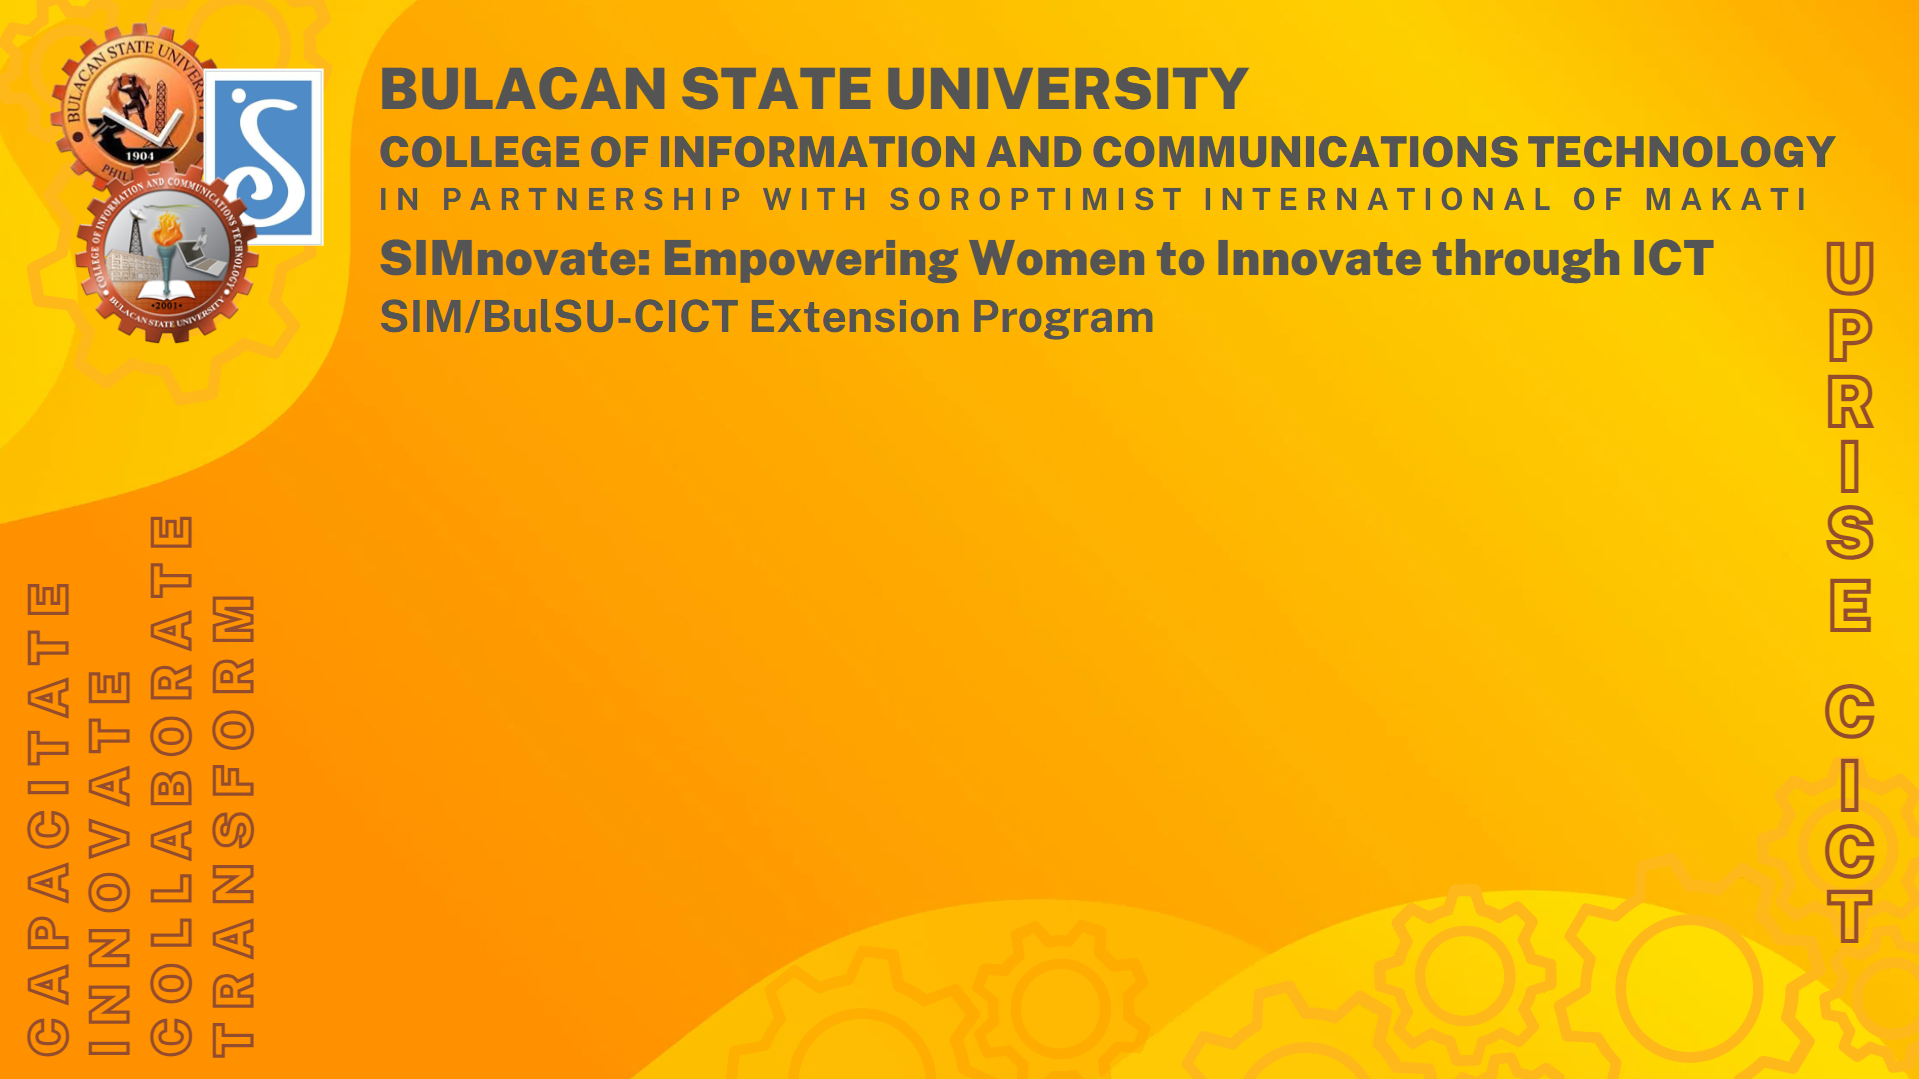 BULACAN STATE UNIVERSITY
COLLEGE OF INFORMATION AND COMMUNICATIONS TECHNOLOGY
IN PARTNERSHIP WITH SOROPTIMIST INTERNATIONAL OF MAKATI
SIMnovate: Empowering Women to Innovate through ICT
SIM/BulSU-CICT Extension Program
BULACAN STATE UNIVERSITY
1904
COLLEGE OF INFORMATION AND COMMUNICATIONS TECHNOLOGY
•2001•
BULACAN STATE UNIVERSITY
S
CAPACITATE
INNOVATE
COLLABORATE
TRANSFORM
UPRISE CICT